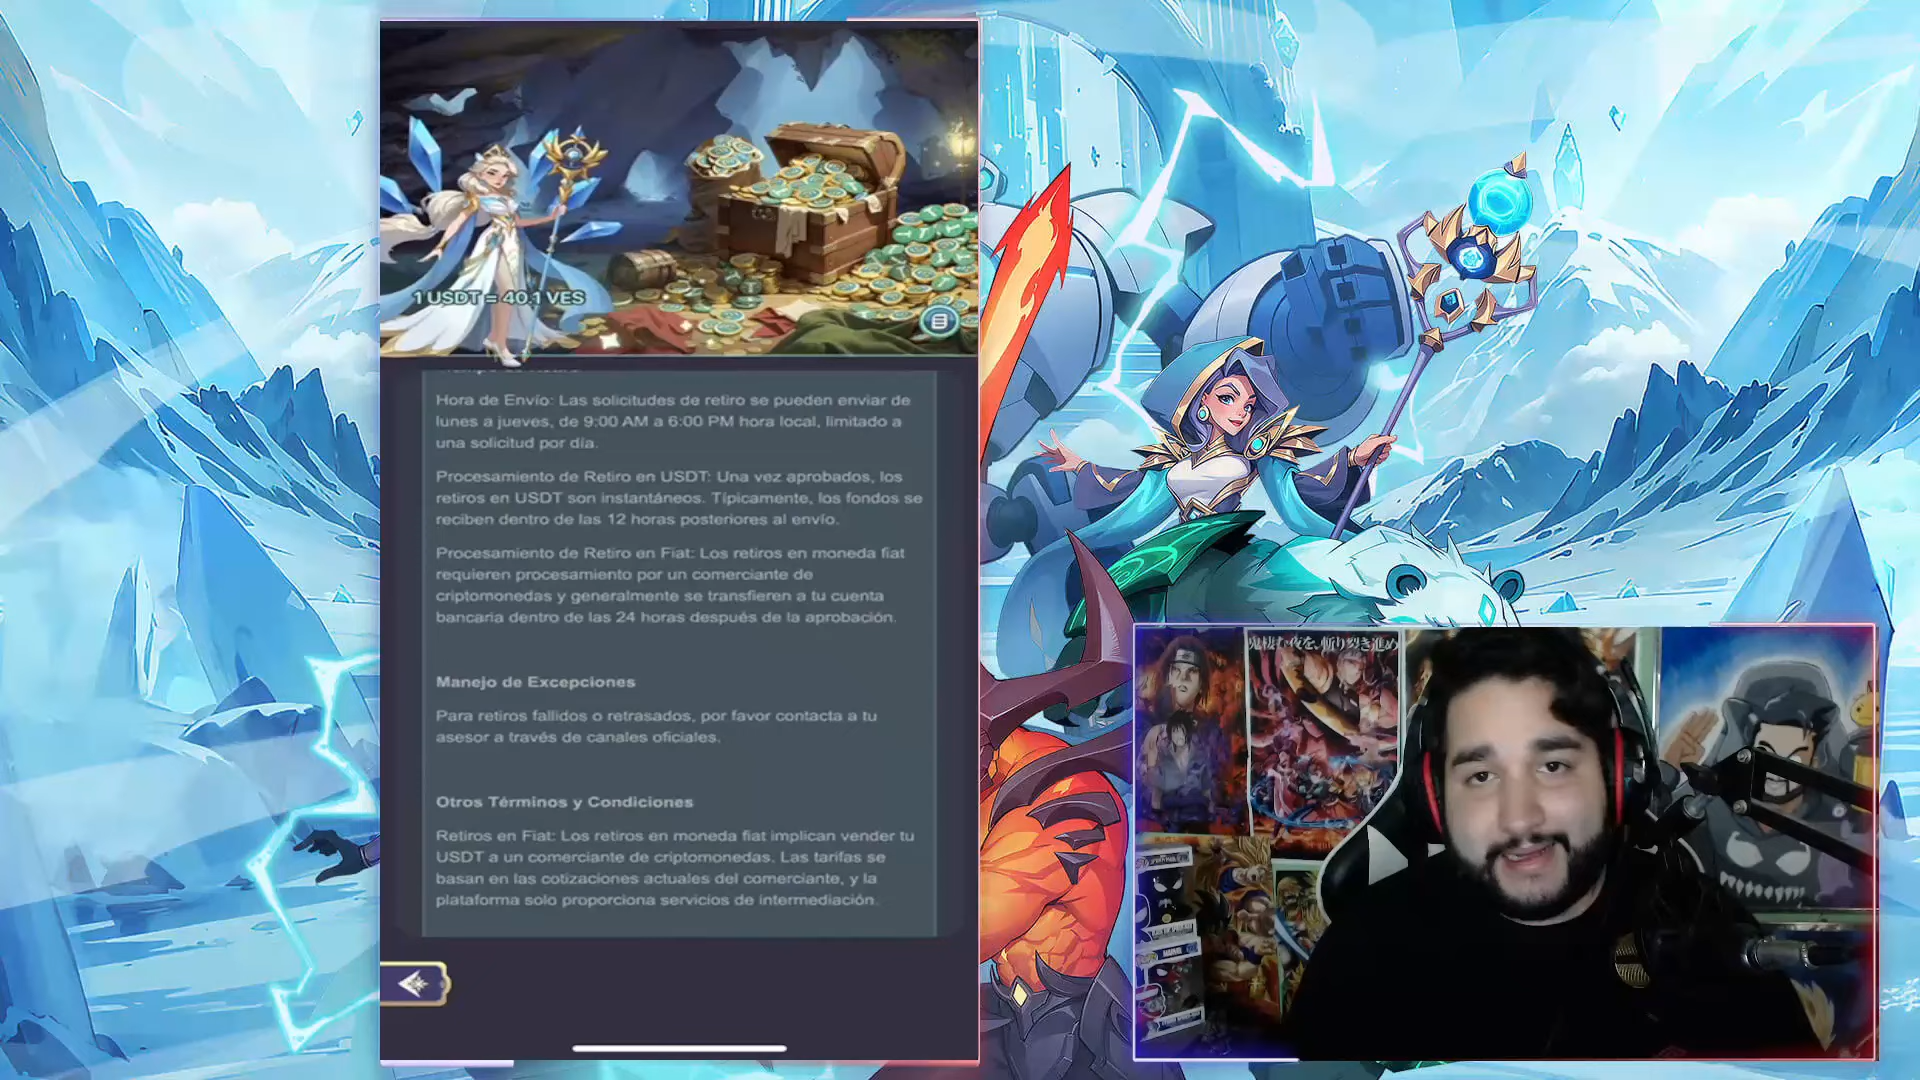 1 USDT = 40.1 VES
Hora de Envío: Las solicitudes de retiro se pueden enviar de
lunes a jueves, de 9:00 AM a 6:00 PM hora local, limitado a
una solicitud por día.
Procesamiento de Retiro en USDT: Una vez aprobados, los
retiros en USDT son instantáneos. Típicamente, los fondos se
reciben dentro de las 12 horas posteriores al envío.
Procesamiento de Retiro en Fiat: Los retiros en moneda fiat
requieren procesamiento por un comerciante de
criptomonedas y generalmente se transfieren a tu cuenta
bancaria dentro de las 24 horas después de la aprobación.
Manejo de Excepciones
Para retiros fallidos o retrasados, por favor contacta a tu
asesor a través de canales oficiales.
Otros Términos y Condiciones
Retiros en Fiat: Los retiros en moneda fiat implican vender tu
USDT a un comerciante de criptomonedas. Las tarifas se
basan en las cotizaciones actuales del comerciante, y la
plataforma solo proporciona servicios de intermediación.